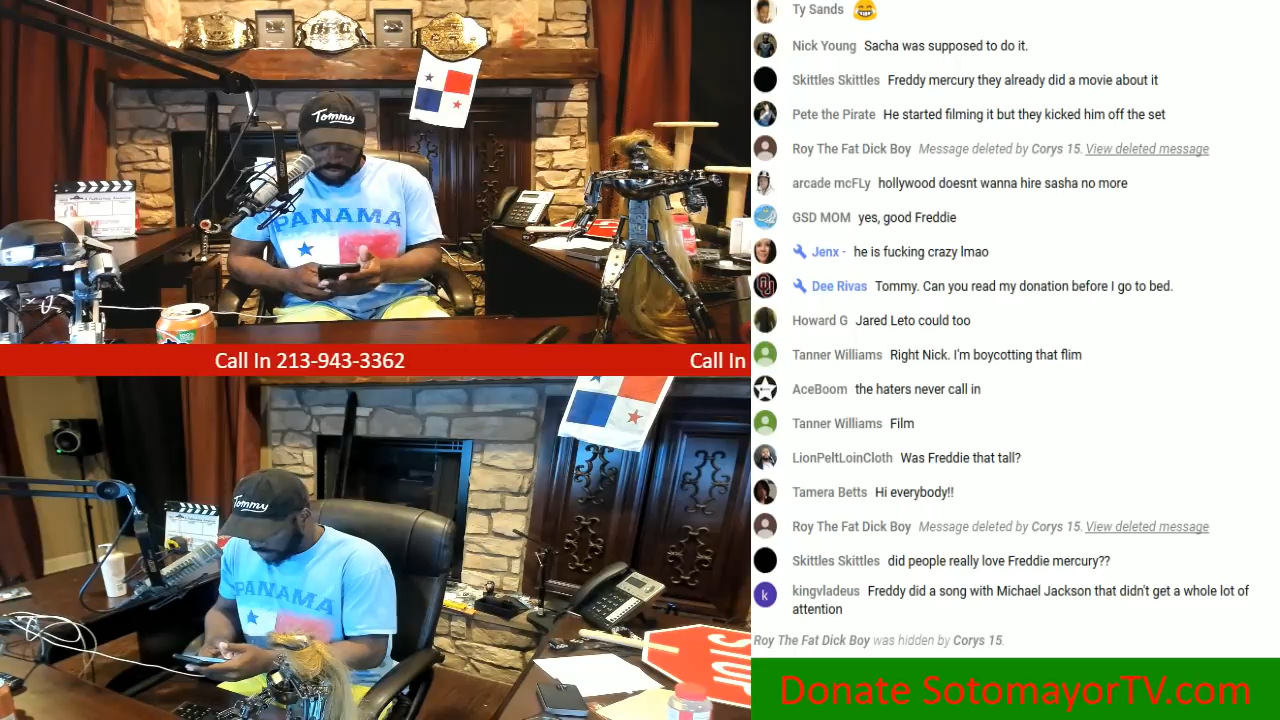 Tommy
PANAMA
Call In 213-943-3362
Call In
Tommy
PANAMA
Ty Sands 😂
Nick Young Sacha was supposed to do it.
Skittles Skittles Freddy mercury they already did a movie about it
Pete the Pirate He started filming it but they kicked him off the set
Roy The Fat Dick Boy Message deleted by Corys 15. View deleted message
arcade mcFLy hollywood doesnt wanna hire sasha no more
GSD MOM yes, good Freddie
Jenx - he is fucking crazy lmao
Dee Rivas Tommy. Can you read my donation before I go to bed.
Howard G Jared Leto could too
Tanner Williams Right Nick. I'm boycotting that flim
AceBoom the haters never call in
Tanner Williams Film
LionPeltLoinCloth Was Freddie that tall?
Tamera Betts Hi everybody!!
Roy The Fat Dick Boy Message deleted by Corys 15. View deleted message
Skittles Skittles did people really love Freddie mercury??
k kingvladeus Freddy did a song with Michael Jackson that didn't get a whole lot of
attention
Roy The Fat Dick Boy was hidden by Corys 15.
Donate SotomayorTV.com